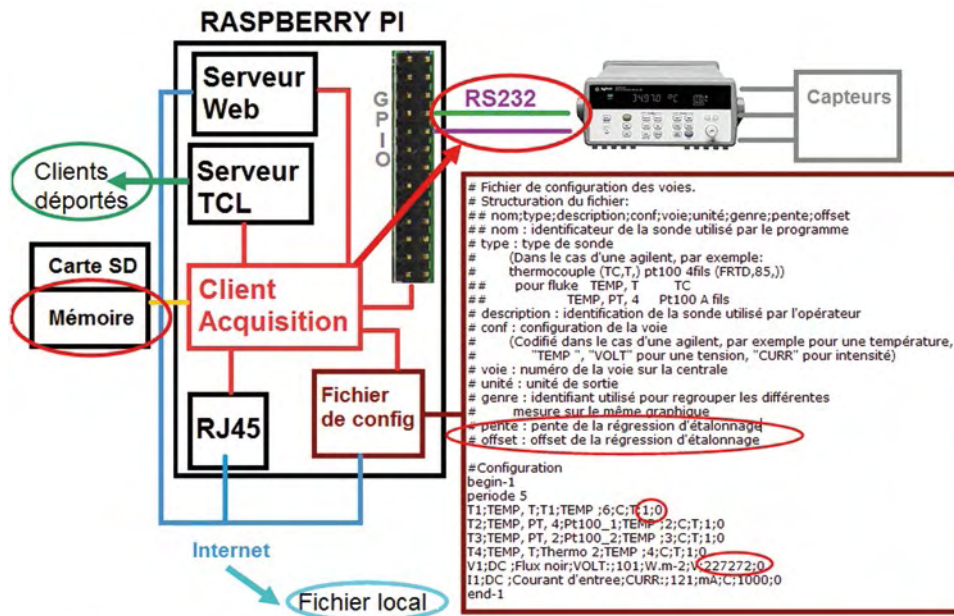 RASPBERRY PI
Serveur
Web
GPIO
RS232
Agilent
34970 °C
Capteurs
Clients
déportés
Serveur
TCL
Carte SD
Mémoire
Client
Acquisition
RJ45
Fichier
de config
Internet
Fichier local
# Fichier de configuration des voies.
# Structuration du fichier:
## nom;type;description;conf;voie;unité;genre;pente;offset
## nom : identificateur de la sonde utilisé par le programme
# type : type de sonde
# (Dans le cas d'une agilent, par exemple:
# thermocouple (TC,T,) pt100 4fils (FRTD,85,))
## pour fluke TEMP, T TC
## TEMP, PT, 4 Pt100 A fils
# description : identification de la sonde utilisé par l'opérateur
# conf : configuration de la voie
# (Codifié dans le cas d'une agilent, par exemple pour une température,
# "TEMP ", "VOLT" pour une tension, "CURR" pour intensité)
# voie : numéro de la voie sur la centrale
# unité : unité de sortie
# genre : identifiant utilisé pour regrouper les différentes
# mesure sur le même graphique
# pente : pente de la régression d'étalonnage
# offset : offset de la régression d'étalonnage
#Configuration
begin-1
periode 5
T1;TEMP, T;T1;TEMP ;6;C;T;1;0
T2;TEMP, PT, 4;Pt100_1;TEMP ;2;C;T;1;0
T3;TEMP, PT, 2;Pt100_2;TEMP ;3;C;T;1;0
T4;TEMP, T;Thermo 2;TEMP ;4;C;T;1;0
V1;DC ;Flux noir;VOLT:;101;W.m-2;V;227272;0
I1;DC ;Courant d'entree;CURR:;121;mA;C;1000;0
end-1